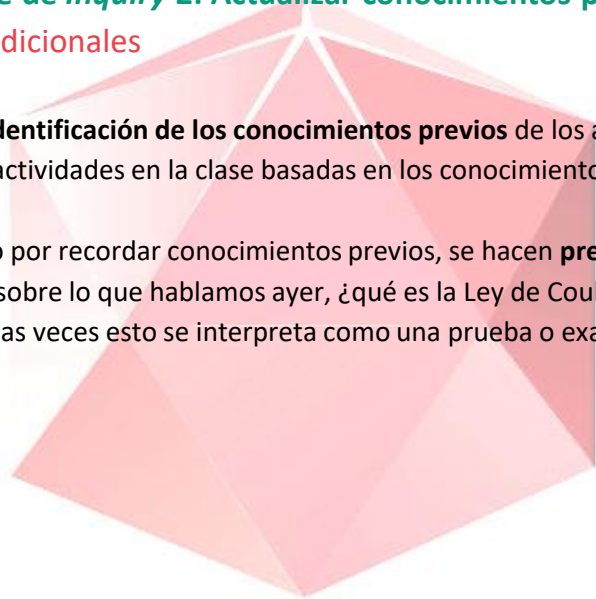 de inquiry 2: Actualizar conocimientos p
dicionales
dentificación de los conocimientos previos de los a
actividades en la clase basadas en los conocimiento
o por recordar conocimientos previos, se hacen pre
sobre lo que hablamos ayer, ¿qué es la Ley de Coul
as veces esto se interpreta como una prueba o exa